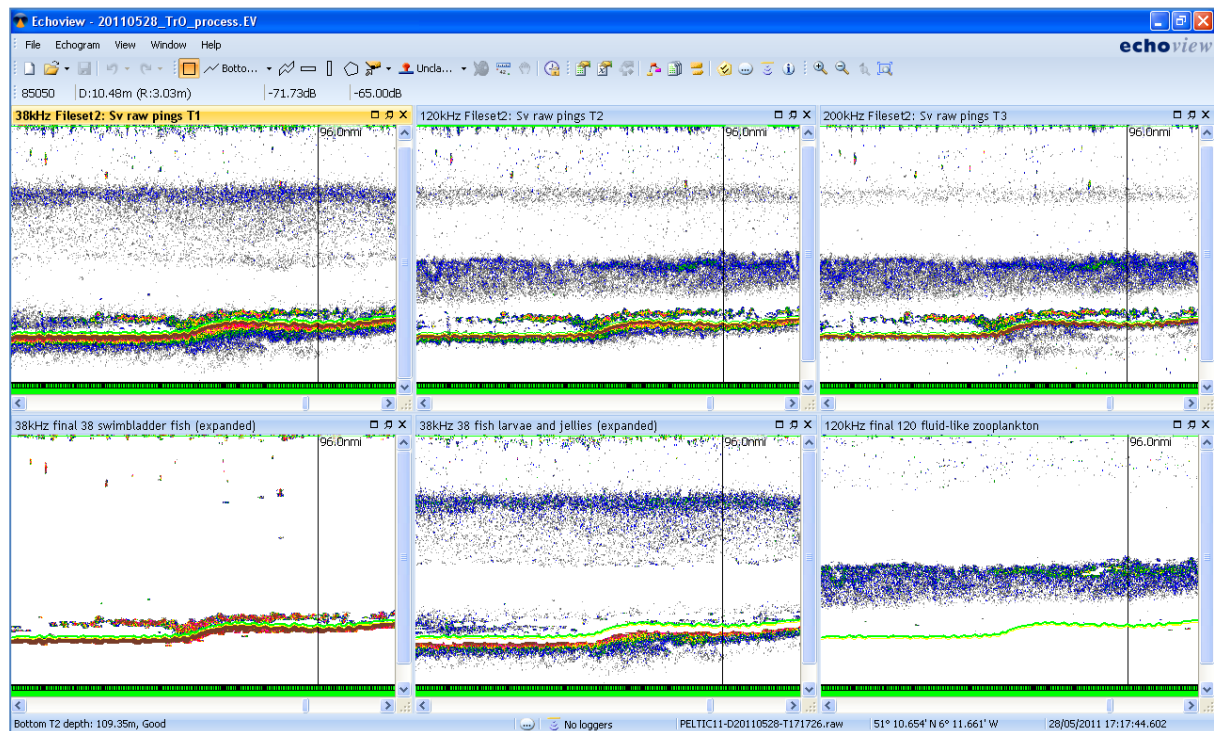 Echoview - 20110528_TrO_process.EV
File Echogram View Window Help
echoview
Botto...
Uncla...
85050 D:10.48m (R:3.03m) -71.73dB -65.00dB
38kHz Fileset2: Sv raw pings T1
120kHz Fileset2: Sv raw pings T2
200kHz Fileset2: Sv raw pings T3
96.0nmi
96.0nmi
96.0nmi
38kHz final 38 swimbladder fish (expanded)
38kHz 38 fish larvae and jellies (expanded)
120kHz final 120 fluid-like zooplankton
96.0nmi
96.0nmi
96.0nmi
Bottom T2 depth: 109.35m, Good
No loggers
PELTIC11-D20110528-T171726.raw
51° 10.654' N 6° 11.661' W
28/05/2011 17:17:44.602